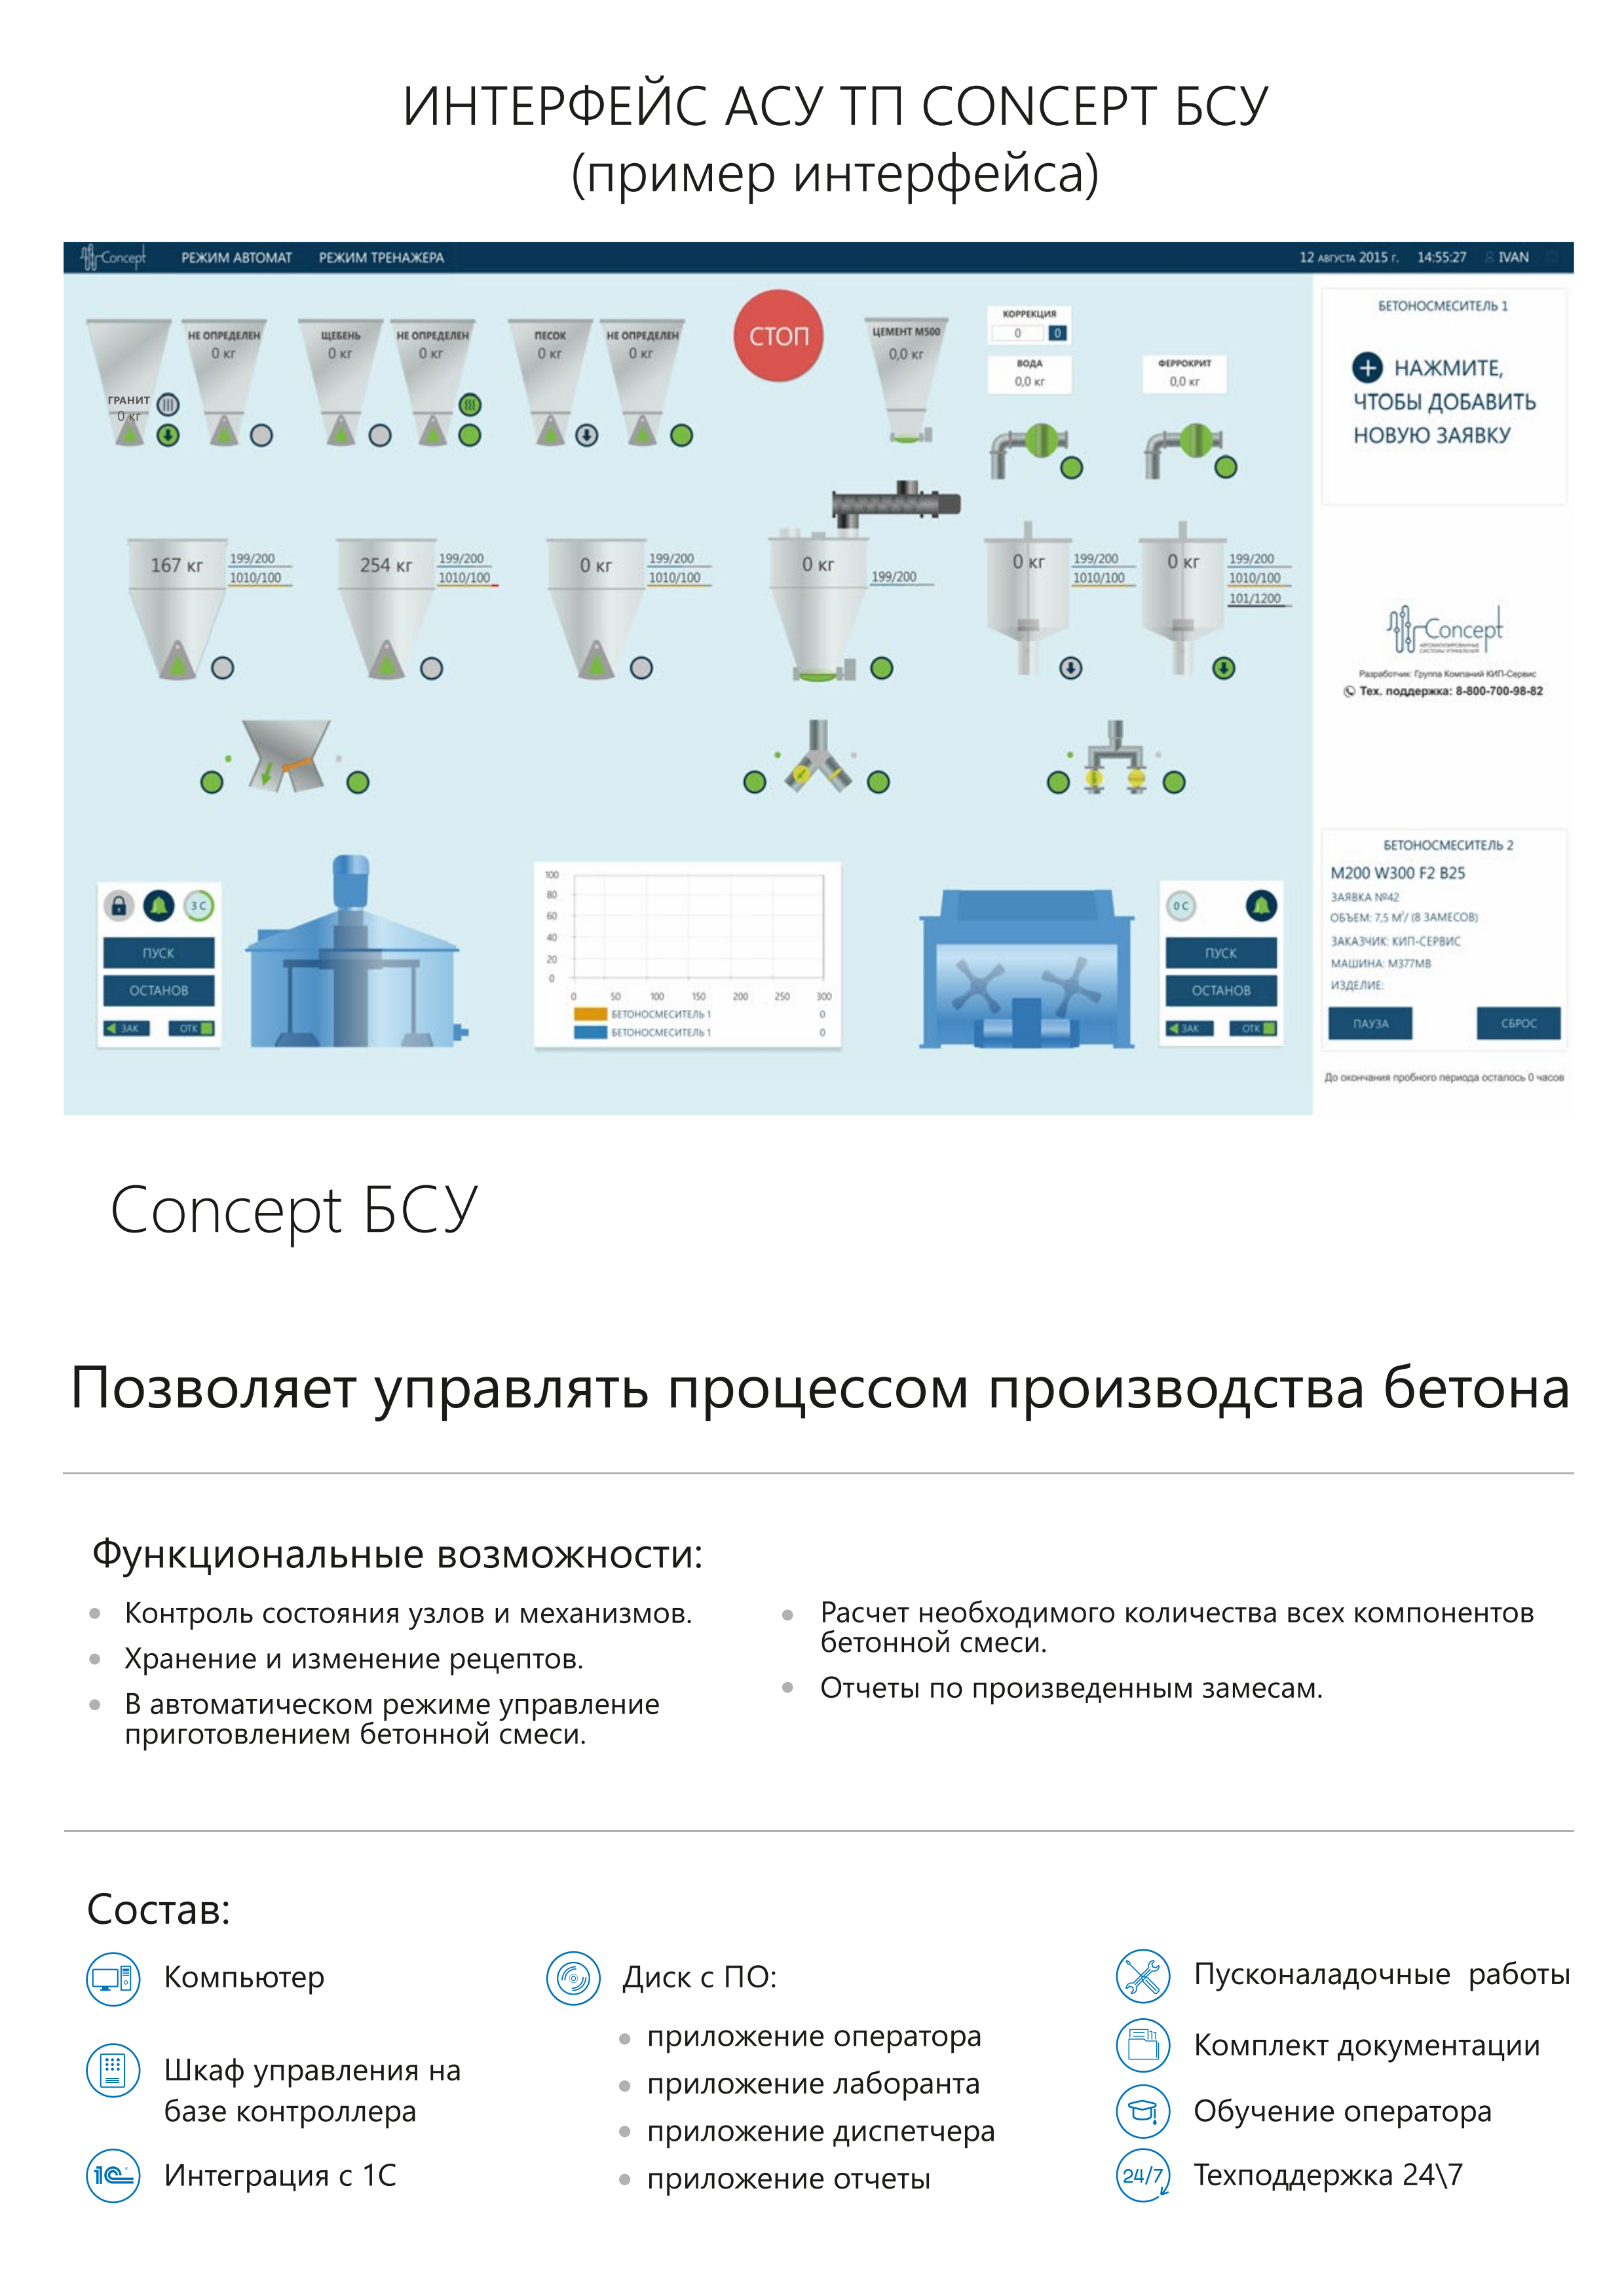 ИНТЕРФЕЙС АСУ ТП CONCEPT БСУ
(пример интерфейса)
Concept РЕЖИМ АВТОМАТ РЕЖИМ ТРЕНАЖЕРА 12 АВГУСТА 2015 г. 14:55:27 IVAN
ГРАНИТ
0 кг
НЕ ОПРЕДЕЛЕН
0 кг
ЩЕБЕНЬ
0 кг
НЕ ОПРЕДЕЛЕН
0 кг
ПЕСОК
0 кг
НЕ ОПРЕДЕЛЕН
0 кг
СТОП
ЦЕМЕНТ М500
0,0 кг
КОРРЕКЦИЯ
0 0
ВОДА
0,0 кг
ФЕРРОКРИТ
0,0 кг
БЕТОНОСМЕСИТЕЛЬ 1
НАЖМИТЕ,
ЧТОБЫ ДОБАВИТЬ
НОВУЮ ЗАЯВКУ
167 кг
199/200
1010/100
254 кг
199/200
1010/100
0 кг
199/200
1010/100
0 кг
199/200
0 кг
199/200
1010/100
0 кг
199/200
1010/100
101/1200
Concept
АВТОМАТИЗИРОВАННЫЕ
СИСТЕМЫ УПРАВЛЕНИЯ
Разработчик: Группа Компаний КИП-Сервис
Тех. поддержка: 8-800-700-98-82
3 С
ПУСК
ОСТАНОВ
ЗАК ОТК
100
80
60
40
20
0
0 50 100 150 200 250 300
БЕТОНОСМЕСИТЕЛЬ 1 0
БЕТОНОСМЕСИТЕЛЬ 1 0
0 С
ПУСК
ОСТАНОВ
ЗАК ОТК
БЕТОНОСМЕСИТЕЛЬ 2
М200 W300 F2 B25
ЗАЯВКА №42
ОБЪЕМ: 7,5 М³/ (8 ЗАМЕСОВ)
ЗАКАЗЧИК: КИП-СЕРВИС
МАШИНА: М377МВ
ИЗДЕЛИЕ:
ПАУЗА СБРОС
До окончания пробного периода осталось 0 часов
Concept БСУ
Позволяет управлять процессом производства бетона
Функциональные возможности:
Контроль состояния узлов и механизмов.
Хранение и изменение рецептов.
В автоматическом режиме управление
приготовлением бетонной смеси.
Расчет необходимого количества всех компонентов
бетонной смеси.
Отчеты по произведенным замесам.
Состав:
Компьютер
Шкаф управления на
базе контроллера
1С Интеграция с 1С
Диск с ПО:
приложение оператора
приложение лаборанта
приложение диспетчера
приложение отчеты
Пусконаладочные работы
Комплект документации
Обучение оператора
24/7 Техподдержка 24\7